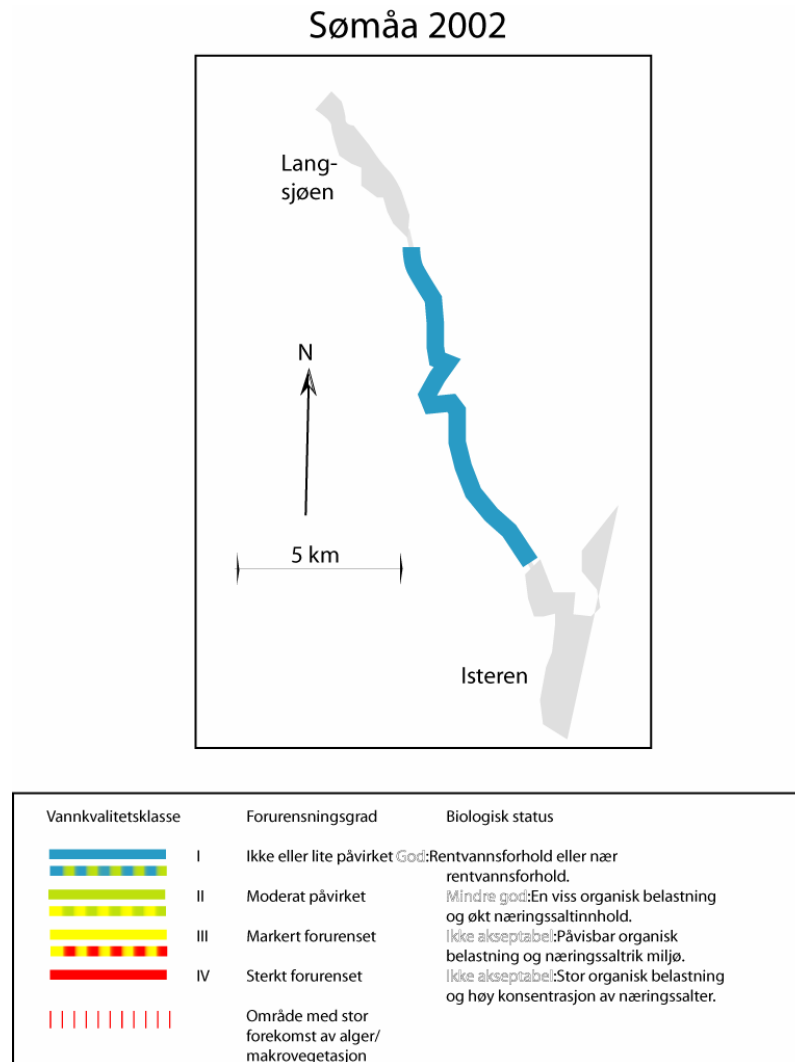 Sømåa 2002
Lang-
sjøen
N
5 km
Isteren
Vannkvalitetsklasse Forurensningsgrad Biologisk status
I Ikke eller lite påvirket God:Rentvannsforhold eller nær
rentvannsforhold.
II Moderat påvirket Mindre god:En viss organisk belastning
og økt næringssaltinnhold.
III Markert forurenset Ikke akseptabel:Påvisbar organisk
belastning og næringssaltrik miljø.
IV Sterkt forurenset Ikke akseptabel:Stor organisk belastning
og høy konsentrasjon av næringssalter.
Område med stor
forekomst av alger/
makrovegetasjon